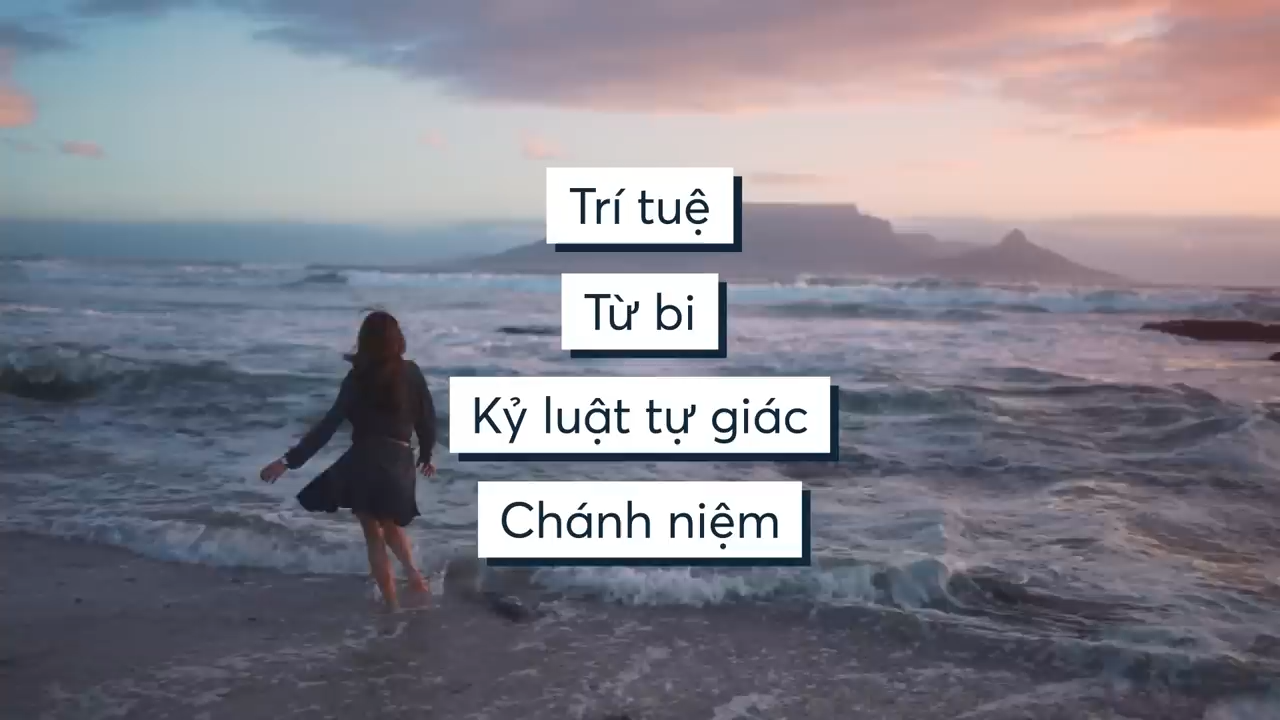 Trí tuệ
Từ bi
Kỷ luật tự giác
Chánh niệm